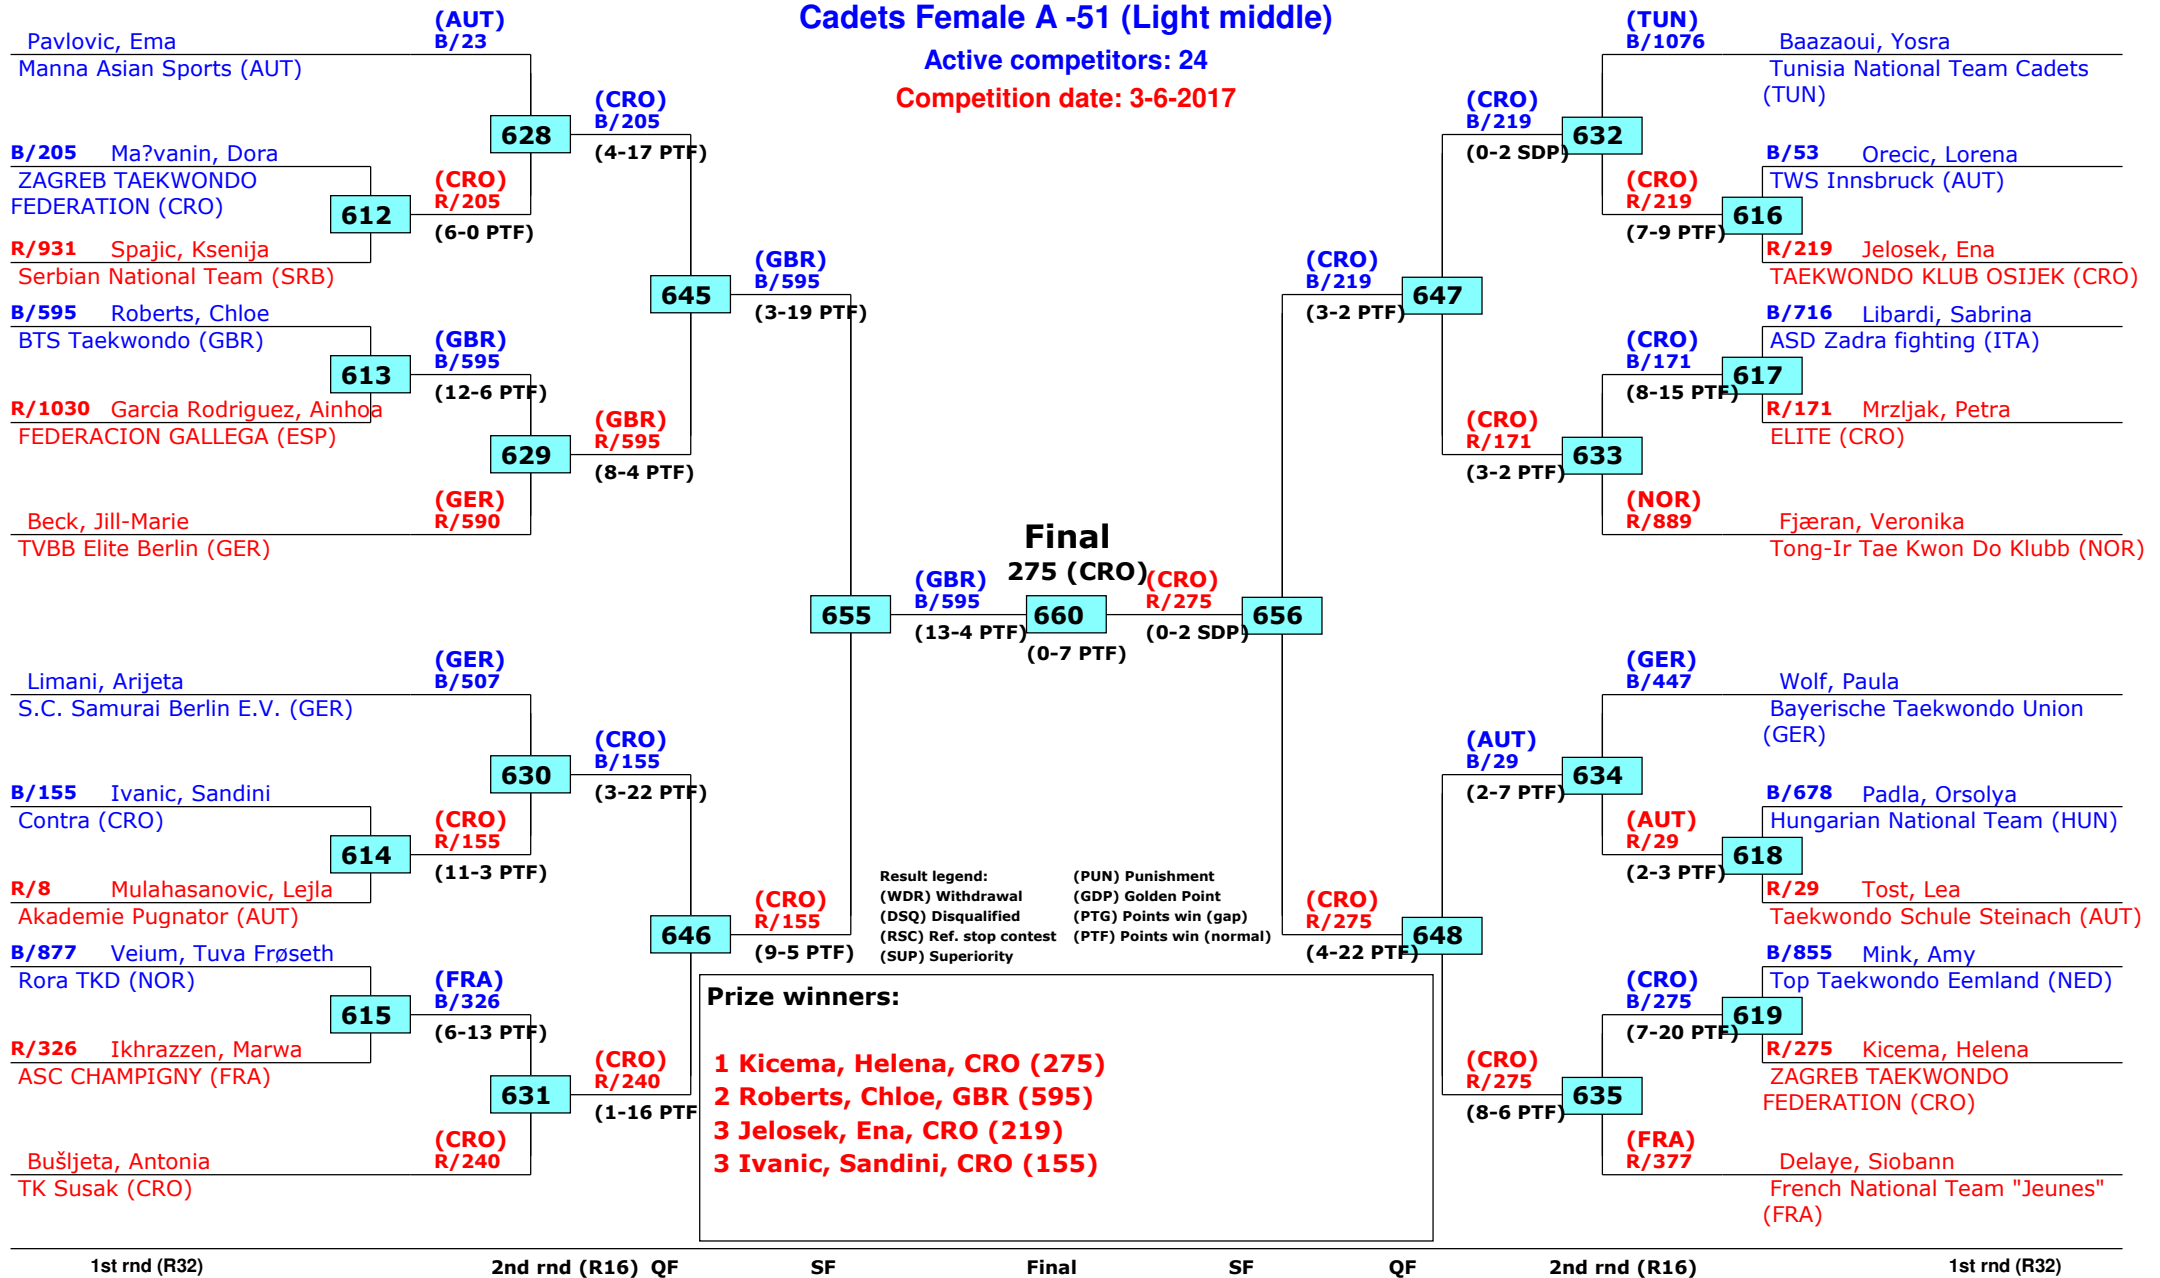 Cadets Female A -51 (Light middle)
Active competitors: 24
Competition date: 3-6-2017
Pavlovic, Ema
Manna Asian Sports (AUT)
(AUT)
B/23
B/205 Ma?vanin, Dora
ZAGREB TAEKWONDO
FEDERATION (CRO)
R/931 Spajic, Ksenija
Serbian National Team (SRB)
612
(CRO)
R/205
(6-0 PTF)
628
(CRO)
B/205
(4-17 PTF)
B/595 Roberts, Chloe
BTS Taekwondo (GBR)
R/1030 Garcia Rodriguez, Ainhoa
FEDERACION GALLEGA (ESP)
613
(GBR)
B/595
(12-6 PTF)
Beck, Jill-Marie
TVBB Elite Berlin (GER)
(GER)
R/590
629
(GBR)
R/595
(8-4 PTF)
645
(GBR)
B/595
(3-19 PTF)
Limani, Arijeta
S.C. Samurai Berlin E.V. (GER)
(GER)
B/507
B/155 Ivanic, Sandini
Contra (CRO)
R/8 Mulahasanovic, Lejla
Akademie Pugnator (AUT)
614
(CRO)
R/155
(11-3 PTF)
630
(CRO)
B/155
(3-22 PTF)
B/877 Veium, Tuva Frøseth
Rora TKD (NOR)
R/326 Ikhrazzen, Marwa
ASC CHAMPIGNY (FRA)
615
(FRA)
B/326
(6-13 PTF)
Bušljeta, Antonia
TK Susak (CRO)
(CRO)
R/240
631
(CRO)
R/240
(1-16 PTF
646
(CRO)
R/155
(9-5 PTF)
655
(GBR)
B/595
(13-4 PTF)
Final
275 (CRO)
660
(0-7 PTF)
(CRO)
R/275
(0-2 SDP)
656
(CRO)
B/219
(3-2 PTF)
647
(CRO)
B/219
(0-2 SDP)
632
(TUN)
B/1076
Baazaoui, Yosra
Tunisia National Team Cadets
(TUN)
(CRO)
R/219
(7-9 PTF)
616
B/53 Orecic, Lorena
TWS Innsbruck (AUT)
R/219 Jelosek, Ena
TAEKWONDO KLUB OSIJEK (CRO)
(CRO)
R/171
(3-2 PTF)
633
(CRO)
B/171
(8-15 PTF)
617
B/716 Libardi, Sabrina
ASD Zadra fighting (ITA)
R/171 Mrzljak, Petra
ELITE (CRO)
(NOR)
R/889
Fjæran, Veronika
Tong-Ir Tae Kwon Do Klubb (NOR)
(CRO)
R/275
(4-22 PTF)
648
(AUT)
B/29
(2-7 PTF)
634
(GER)
B/447
Wolf, Paula
Bayerische Taekwondo Union
(GER)
(AUT)
R/29
(2-3 PTF)
618
B/678 Padla, Orsolya
Hungarian National Team (HUN)
R/29 Tost, Lea
Taekwondo Schule Steinach (AUT)
(CRO)
R/275
(8-6 PTF)
635
(CRO)
B/275
(7-20 PTF)
619
B/855 Mink, Amy
Top Taekwondo Eemland (NED)
R/275 Kicema, Helena
ZAGREB TAEKWONDO
FEDERATION (CRO)
(FRA)
R/377
Delaye, Siobann
French National Team "Jeunes"
(FRA)
Result legend: (PUN) Punishment
(WDR) Withdrawal (GDP) Golden Point
(DSQ) Disqualified (PTG) Points win (gap)
(RSC) Ref. stop contest (PTF) Points win (normal)
(SUP) Superiority
Prize winners:
1 Kicema, Helena, CRO (275)
2 Roberts, Chloe, GBR (595)
3 Jelosek, Ena, CRO (219)
3 Ivanic, Sandini, CRO (155)
1st rnd (R32) 2nd rnd (R16) QF SF Final SF QF 2nd rnd (R16) 1st rnd (R32)